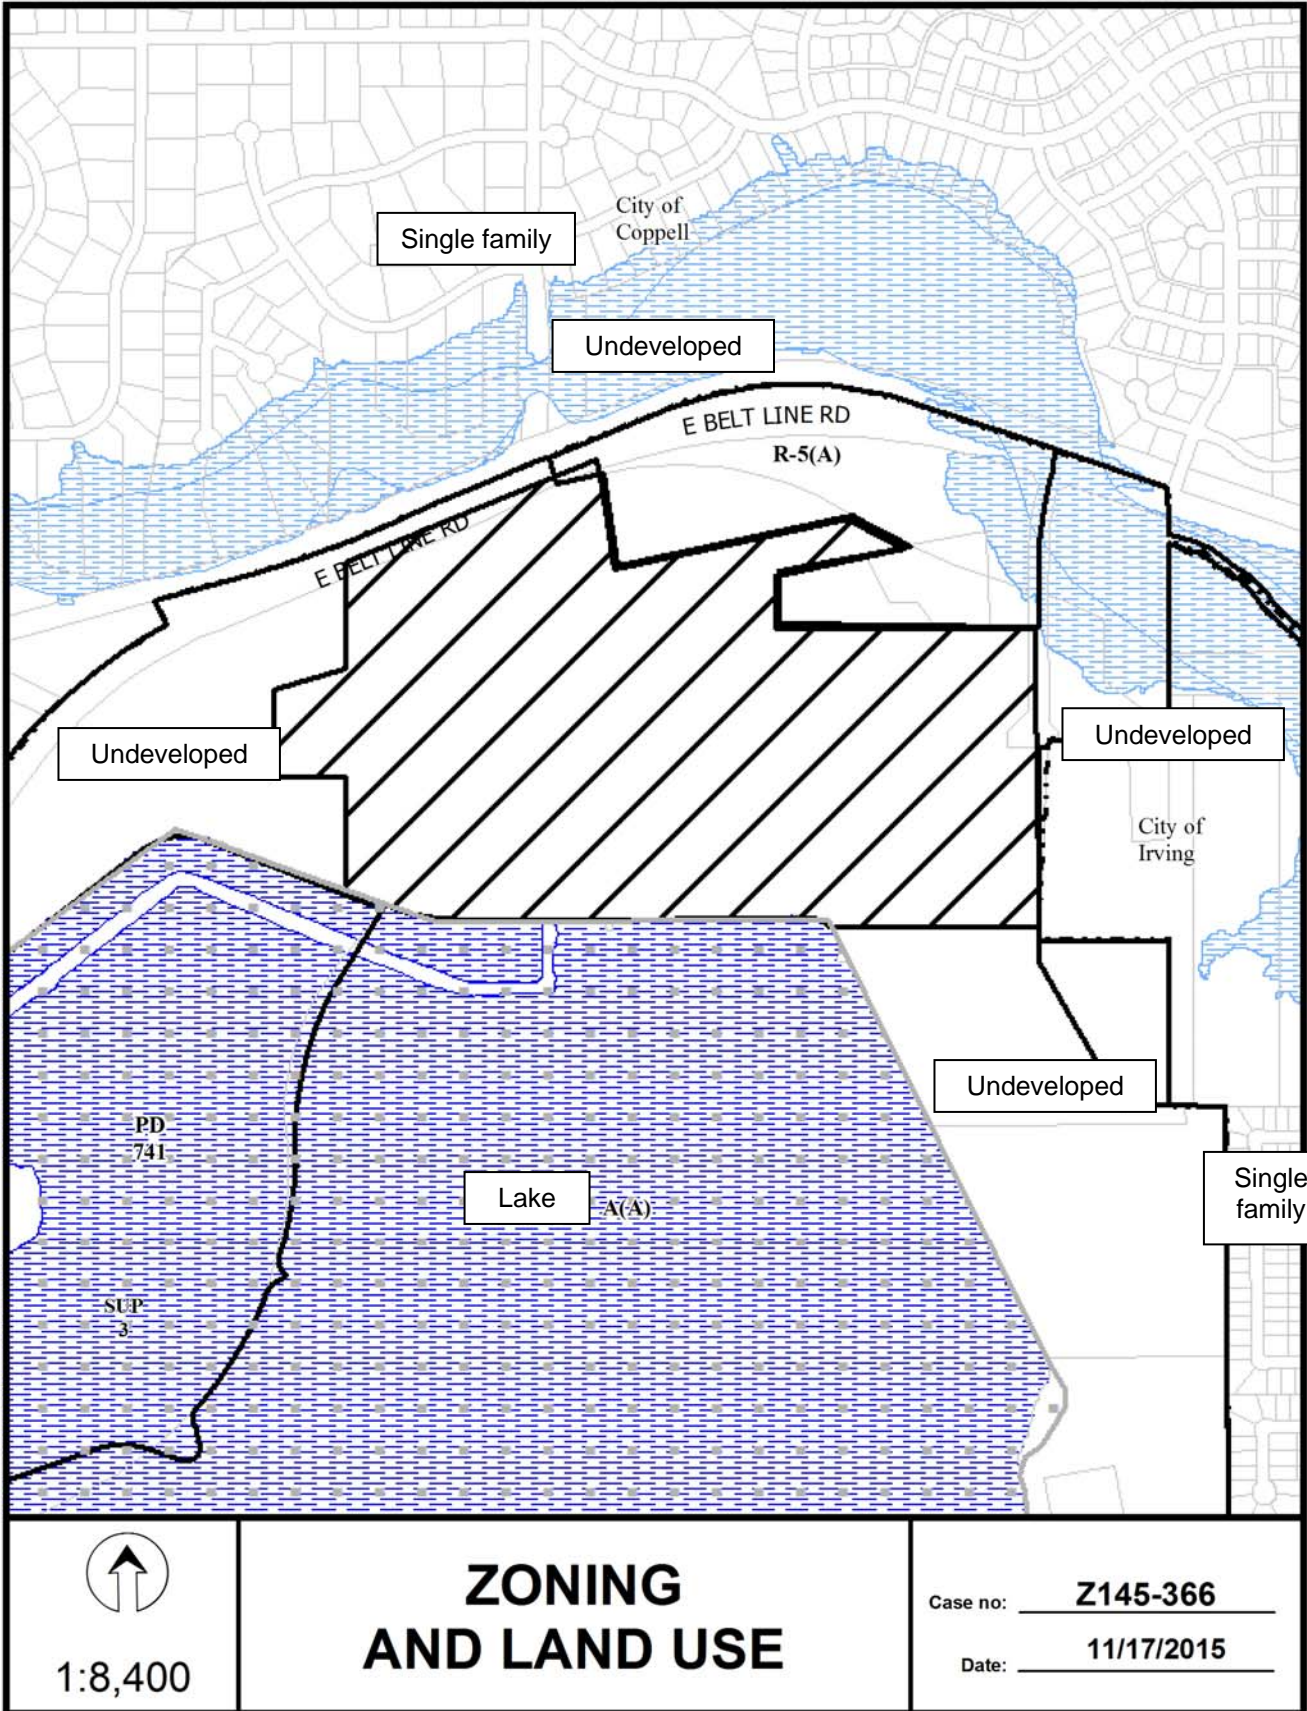 City of
Coppell
Single family
Undeveloped
E BELT LINE RD
R-5(A)
E BELT LINE RD
Undeveloped
Undeveloped
City of
Irving
Undeveloped
PD
741
Single
family
Lake
A(A)
SUP
3
1:8,400
ZONING
AND LAND USE
Case no: Z145-366
Date: 11/17/2015